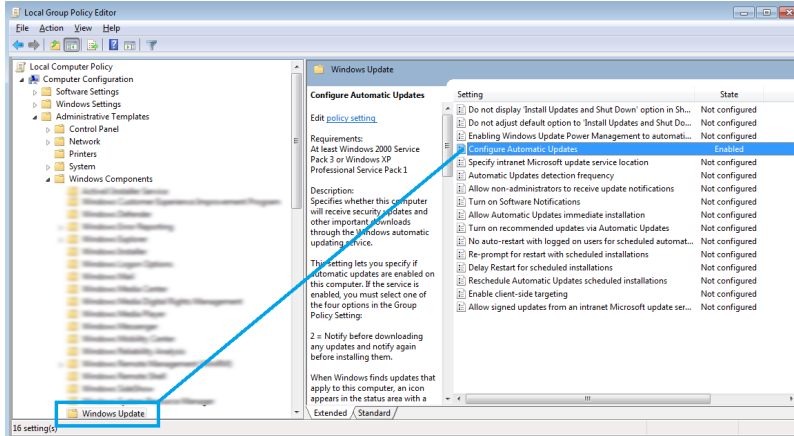 Local Group Policy Editor
File Action View Help
Local Computer Policy
Computer Configuration
Software Settings
Windows Settings
Administrative Templates
Control Panel
Network
Printers
System
Windows Components
Windows Update
16 setting(s)
Windows Update
Configure Automatic Updates
Edit policy setting
Requirements:
At least Windows 2000 Service
Pack 3 or Windows XP
Professional Service Pack 1
Description:
Specifies whether this computer
will receive security updates and
other important downloads
through the Windows automatic
updating service.
This setting lets you specify if
automatic updates are enabled on
this computer. If the service is
enabled, you must select one of
the four options in the Group
Policy Setting:
2 = Notify before downloading
any updates and notify again
before installing them.
When Windows finds updates that
apply to this computer, an icon
appears in the status area with a
Setting State
Do not display 'Install Updates and Shut Down' option in Sh... Not configured
Do not adjust default option to 'Install Updates and Shut Do... Not configured
Enabling Windows Update Power Management to automati... Not configured
Configure Automatic Updates Enabled
Specify intranet Microsoft update service location Not configured
Automatic Updates detection frequency Not configured
Allow non-administrators to receive update notifications Not configured
Turn on Software Notifications Not configured
Allow Automatic Updates immediate installation Not configured
Turn on recommended updates via Automatic Updates Not configured
No auto-restart with logged on users for scheduled automat... Not configured
Re-prompt for restart with scheduled installations Not configured
Delay Restart for scheduled installations Not configured
Reschedule Automatic Updates scheduled installations Not configured
Enable client-side targeting Not configured
Allow signed updates from an intranet Microsoft update ser... Not configured
Extended Standard